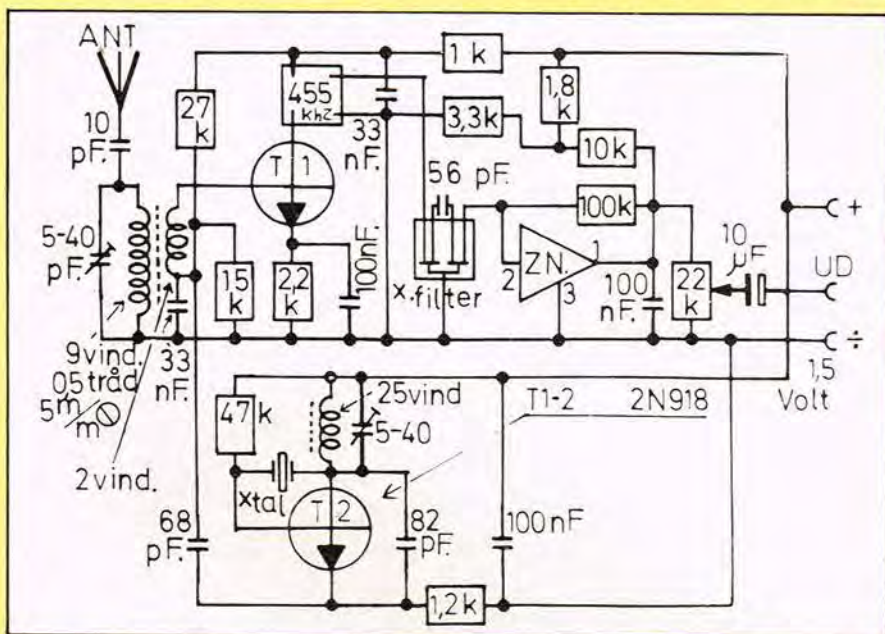 ANT
10
pF.
5-40
pF.
9vind.
05tråd
5m/m⌀
2vind.
27
k
15
k
33
nF.
68
pF.
455
khz
T 1
2,2
k
100nF.
33
nF.
1 k
3,3k
1,8
k
10k
56 pF.
100k
x.filter
2
ZN.
1
3
100
nF.
22
k
10
µF
+
UD
÷
1,5
Volt
47
k
25vind
5-40
xtal
T 2
82
pF.
1,2k
100nF
T1-2 2N918